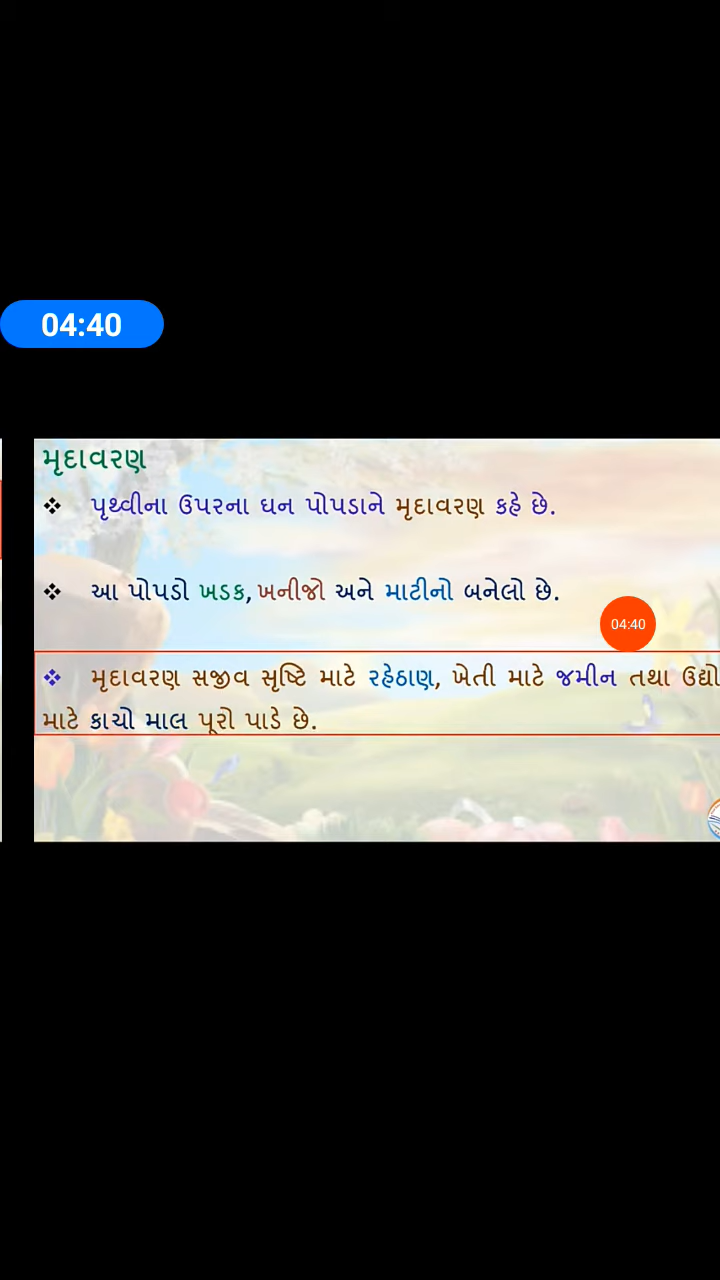 04:40
મૃદાવરણ
❖ પૃથ્વીના ઉપરના ઘન પોપડાને મૃદાવરણ કહે છે.
❖ આ પોપડો ખડક, ખનીજો અને માટીનો બનેલો છે.
04:40
❖ મૃદાવરણ સજીવ સૃષ્ટિ માટે રહેઠાણ, ખેતી માટે જમીન તથા
માટે કાચો માલ પૂરો પાડે છે.